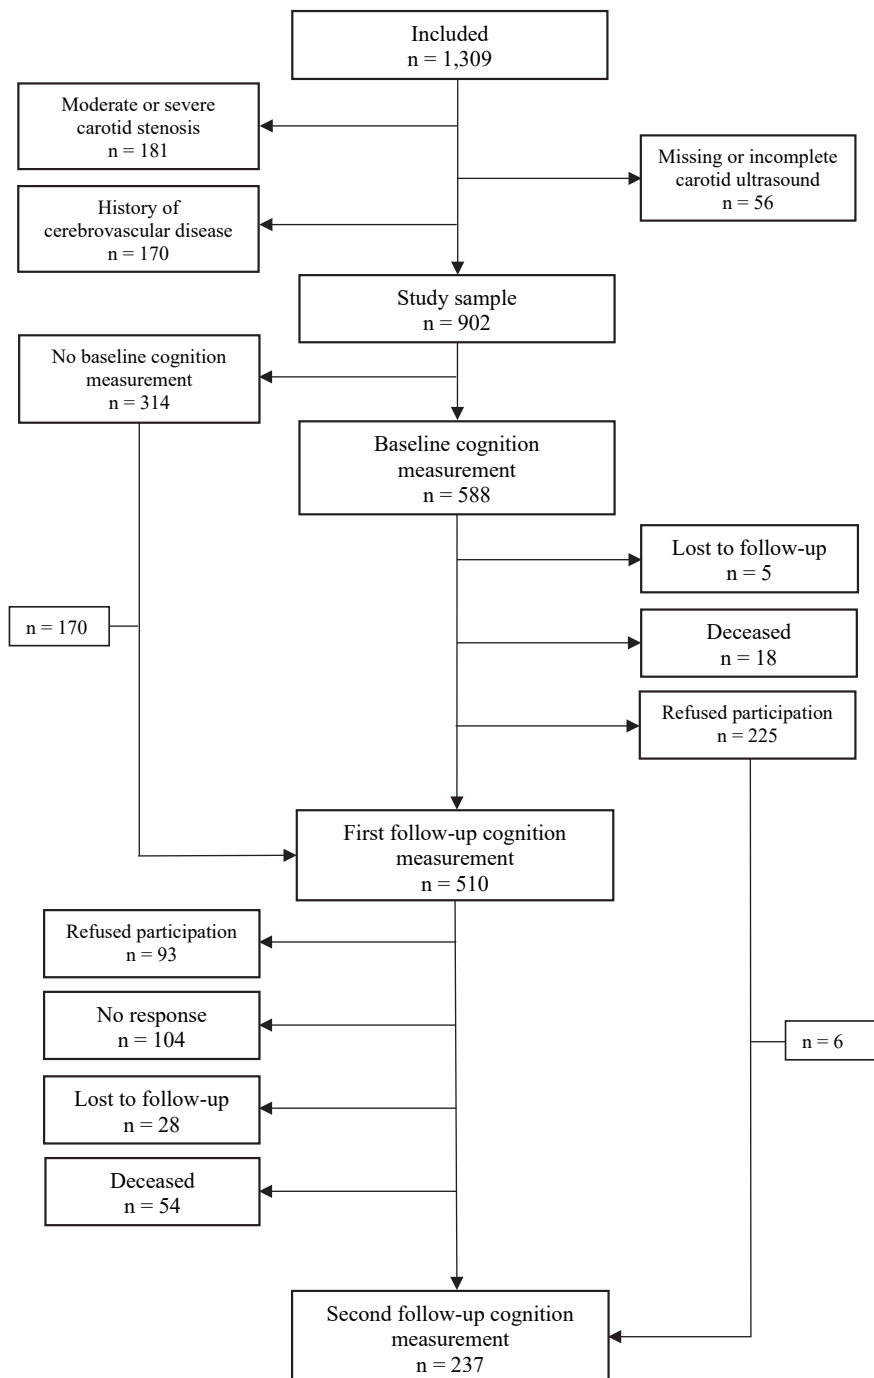 Included
n = 1,309
Moderate or severe
carotid stenosis
n = 181
Missing or incomplete
carotid ultrasound
n = 56
History of
cerebrovascular disease
n = 170
Study sample
n = 902
No baseline cognition
measurement
n = 314
Baseline cognition
measurement
n = 588
Lost to follow-up
n = 5
n = 170
Deceased
n = 18
Refused participation
n = 225
First follow-up cognition
measurement
n = 510
Refused participation
n = 93
No response
n = 104
n = 6
Lost to follow-up
n = 28
Deceased
n = 54
Second follow-up cognition
measurement
n = 237